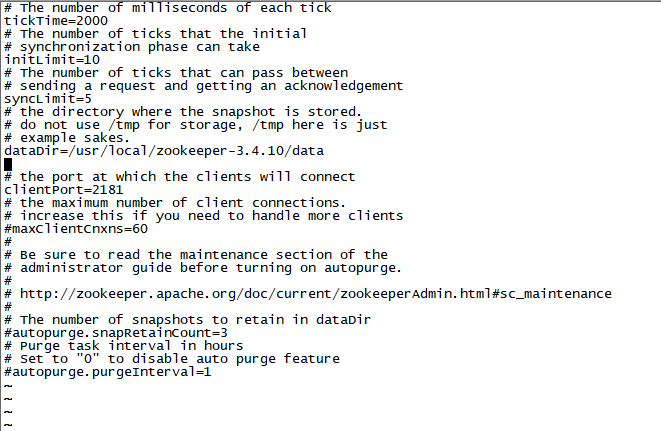 # The number of milliseconds of each tick
tickTime=2000
# The number of ticks that the initial
# synchronization phase can take
initLimit=10
# The number of ticks that can pass between
# sending a request and getting an acknowledgement
syncLimit=5
# the directory where the snapshot is stored.
# do not use /tmp for storage, /tmp here is just
# example sakes.
dataDir=/usr/local/zookeeper-3.4.10/data
# the port at which the clients will connect
clientPort=2181
# the maximum number of client connections.
# increase this if you need to handle more clients
#maxClientCnxns=60
#
# Be sure to read the maintenance section of the
# administrator guide before turning on autopurge.
#
# http://zookeeper.apache.org/doc/current/zookeeperAdmin.html#sc_maintenance
#
# The number of snapshots to retain in dataDir
#autopurge.snapRetainCount=3
# Purge task interval in hours
# Set to "0" to disable auto purge feature
#autopurge.purgeInterval=1
~
~
~
~